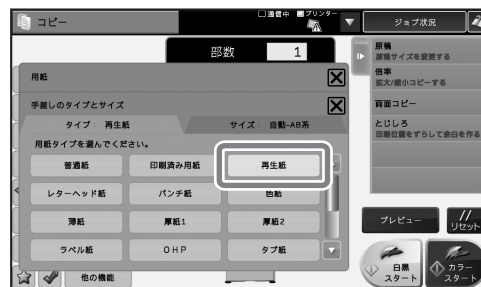 コピー
通信中
プリンター
ジョブ状況
部数 1
用紙
手差しのタイプとサイズ
タイプ: 再生紙
サイズ: 自動-AB系
用紙タイプを選んでください。
普通紙
印刷済み用紙
再生紙
レターヘッド紙
パンチ紙
色紙
薄紙
厚紙1
厚紙2
ラベル紙
OHP
タブ紙
他の機能
原稿
原稿サイズを変更する
倍率
拡大/縮小コピーする
両面コピー
とじしろ
印刷位置をずらして余白を作る
プレビュー
リセット
白黒
スタート
カラー
スタート